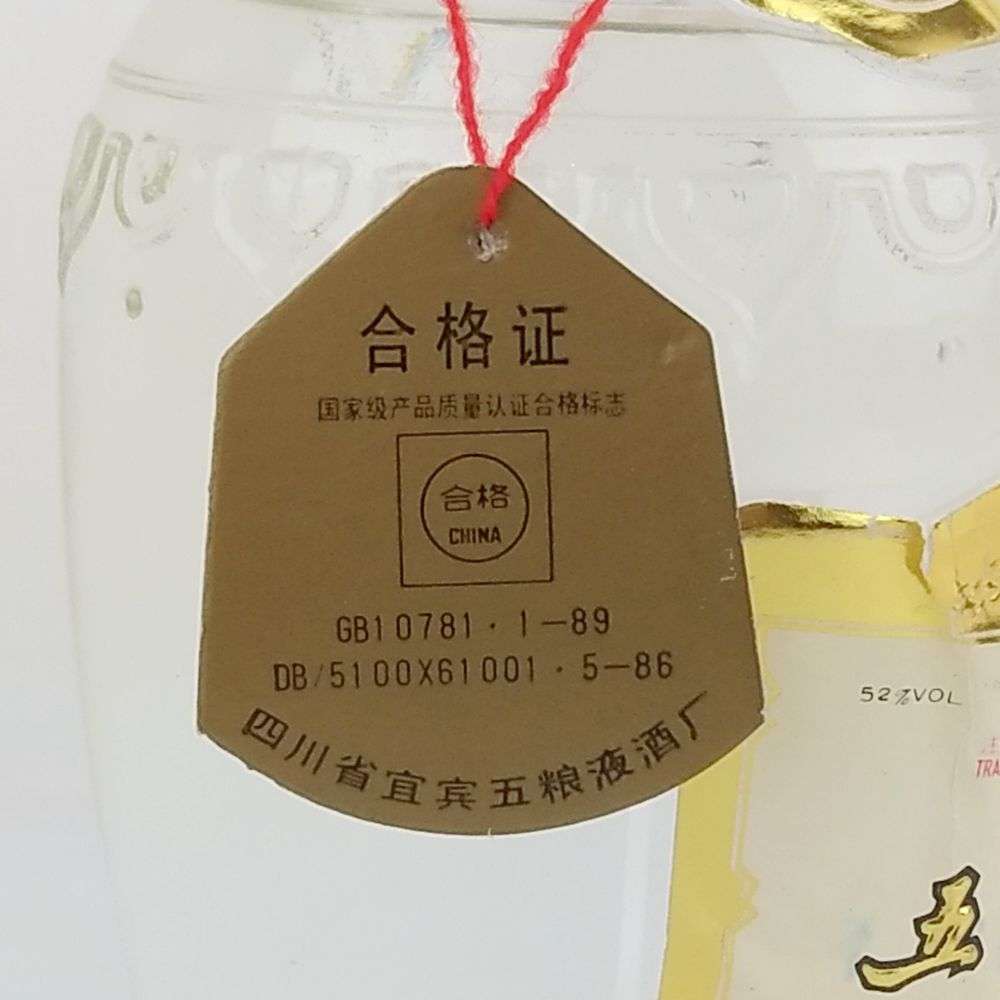 合格证
国家级产品质量认证合格标志
合格
CHINA
GB10781·1—89
DB/5100X61001·5—86
四川省宜宾五粮液酒厂
52%VOL
TRA
五